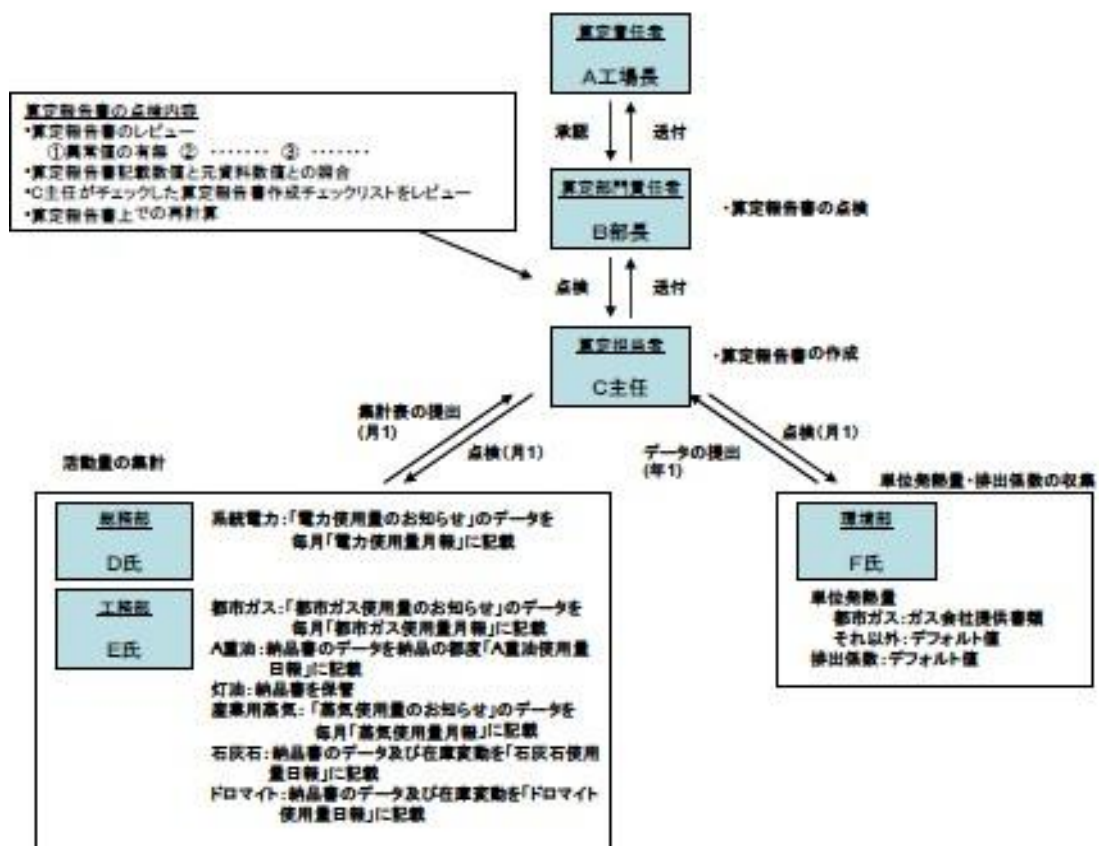 算定責任者
A工場長
承認
送付
算定報告書の点検内容
・算定報告書のレビュー
①異常値の有無 ② ‥‥‥‥ ③ ‥‥‥‥
・算定報告書記載数値と元資料数値との照合
・C主任がチェックした算定報告書作成チェックリストをレビュー
・算定報告書上での再計算
算定部門責任者
B部長
・算定報告書の点検
点検
送付
算定担当者
C主任
・算定報告書の作成
集計表の提出
(月1)
点検(月1)
データの提出
(年1)
点検(月1)
活動量の集計
総務部
D氏
系統電力:「電力使用量のお知らせ」のデータを
毎月「電力使用量月報」に記載
工務部
E氏
都市ガス:「都市ガス使用量のお知らせ」のデータを
毎月「都市ガス使用量月報」に記載
A重油:納品書のデータを納品の都度「A重油使用量
日報」に記載
灯油:納品書を保管
産業用蒸気:「蒸気使用量のお知らせ」のデータを
毎月「蒸気使用量月報」に記載
石灰石:納品書のデータ及び在庫変動を「石灰石使用
量日報」に記載
ドロマイト:納品書のデータ及び在庫変動を「ドロマイト
使用量日報」に記載
単位発熱量・排出係数の収集
環境部
F氏
単位発熱量
都市ガス:ガス会社提供書類
それ以外:デフォルト値
排出係数:デフォルト値